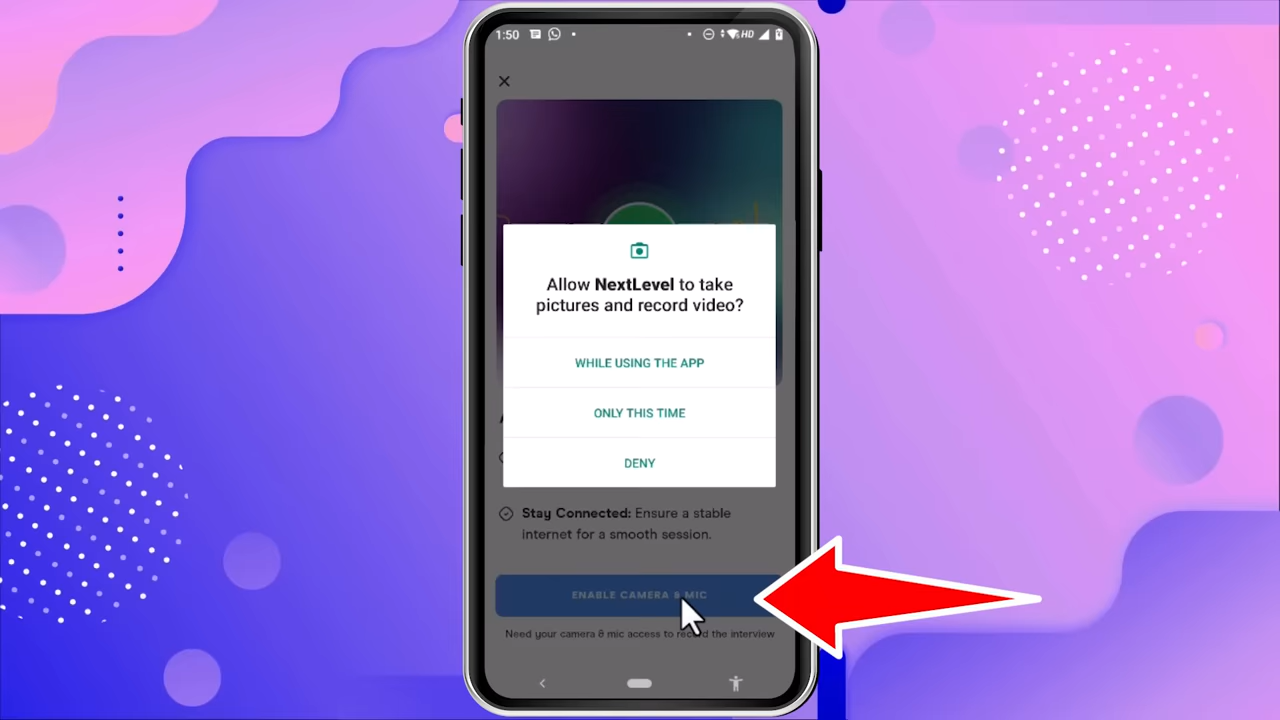 1:50
HD
Allow NextLevel to take
pictures and record video?
WHILE USING THE APP
ONLY THIS TIME
DENY
Stay Connected: Ensure a stable
internet for a smooth session.
ENABLE CAMERA & MIC
Need your camera & mic access to record the interview